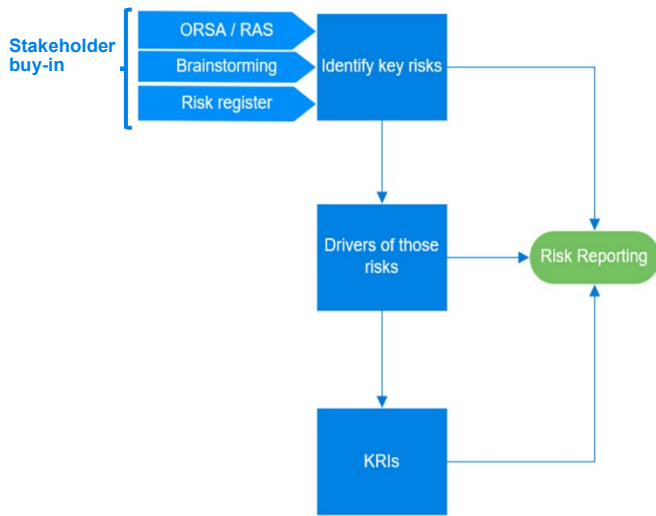 Stakeholder
buy-in
ORSA / RAS
Brainstorming
Risk register
Identify key risks
Drivers of those
risks
Risk Reporting
KRIs